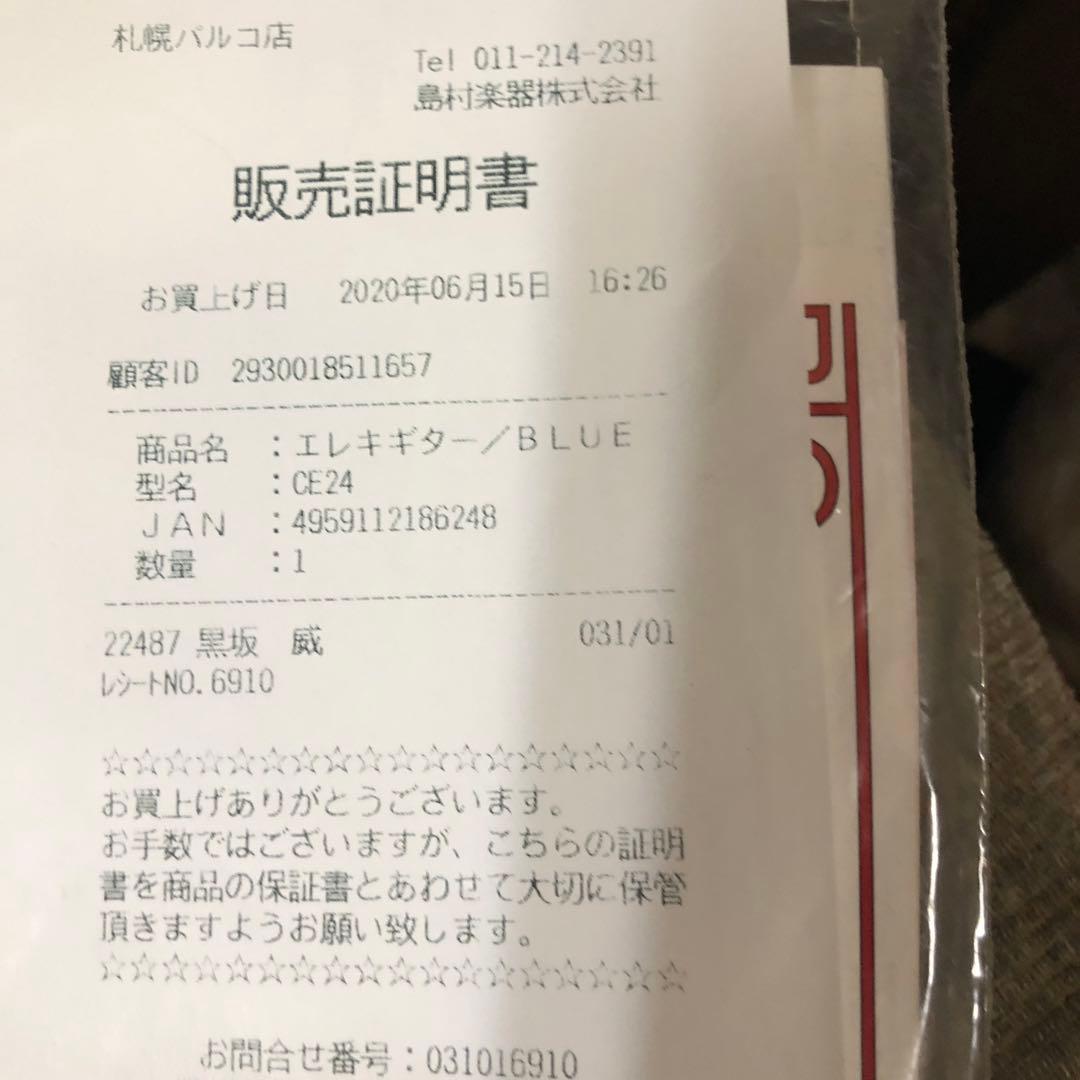 札幌パルコ店
Tel 011-214-2391
島村楽器株式会社
販売証明書
お買上げ日 2020年06月15日 16:26
顧客ID 2930018511657
商品名 :エレキギター/BLUE
型名 :CE24
JAN :4959112186248
数量 :1
22487 黒坂 威 031/01
レシートNO.6910
☆☆☆☆☆☆☆☆☆☆☆☆☆☆☆☆☆☆
お買上げありがとうございます。
お手数ではございますが、こちらの証明
書を商品の保証書とあわせて大切に保管
頂きますようお願い致します。
☆☆☆☆☆☆☆☆☆☆☆☆☆☆☆☆☆☆
お問合せ番号:031016910